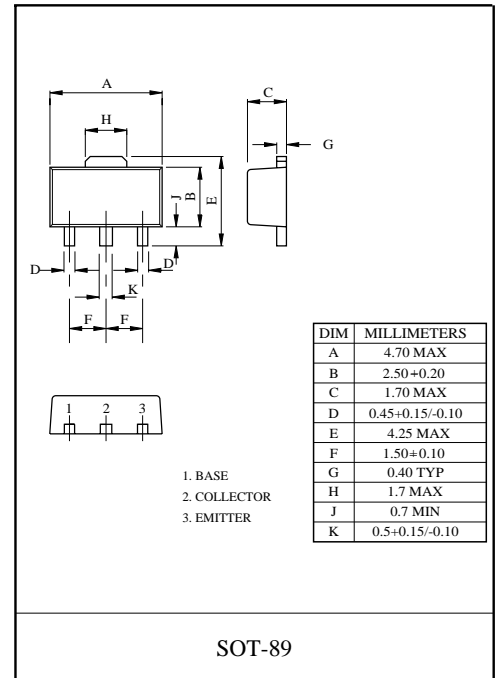 A
H
C
G
J
B
E
D
D
K
F F
1 2 3
1. BASE
2. COLLECTOR
3. EMITTER
DIM MILLIMETERS
A 4.70 MAX
B 2.50±0.20
C 1.70 MAX
D 0.45+0.15/-0.10
E 4.25 MAX
F 1.50±0.10
G 0.40 TYP
H 1.7 MAX
J 0.7 MIN
K 0.5+0.15/-0.10
SOT-89